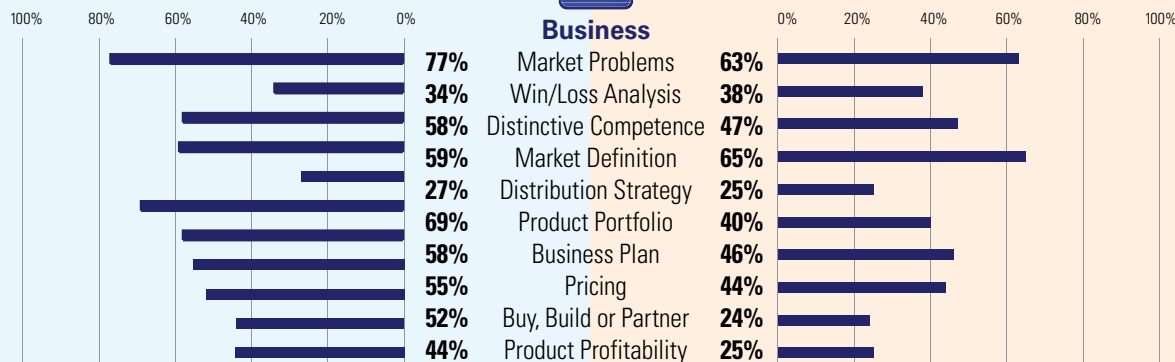 100% 80% 60% 40% 20% 0% 0% 20% 40% 60% 80% 100%
Business
77% Market Problems 63%
34% Win/Loss Analysis 38%
58% Distinctive Competence 47%
59% Market Definition 65%
27% Distribution Strategy 25%
69% Product Portfolio 40%
58% Business Plan 46%
55% Pricing 44%
52% Buy, Build or Partner 24%
44% Product Profitability 25%